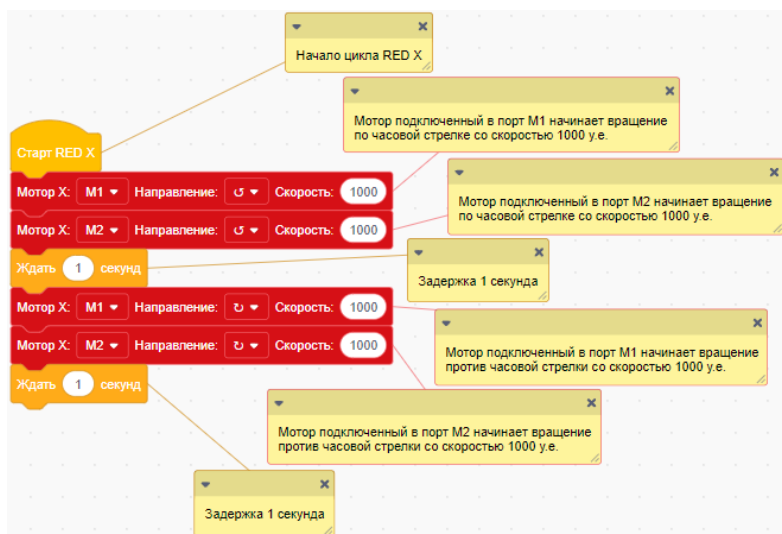 Начало цикла RED X
Мотор подключенный в порт М1 начинает вращение
по часовой стрелке со скоростью 1000 у.е.
Старт RED X
Мотор X: M1 Направление: ↺ Скорость: 1000
Мотор подключенный в порт М2 начинает вращение
по часовой стрелке со скоростью 1000 у.е.
Мотор X: M2 Направление: ↺ Скорость: 1000
Ждать 1 секунд
Задержка 1 секунда
Мотор X: M1 Направление: ↻ Скорость: 1000
Мотор X: M2 Направление: ↻ Скорость: 1000
Мотор подключенный в порт М1 начинает вращение
против часовой стрелки со скоростью 1000 у.е.
Ждать 1 секунд
Мотор подключенный в порт М2 начинает вращение
против часовой стрелки со скоростью 1000 у.е.
Задержка 1 секунда